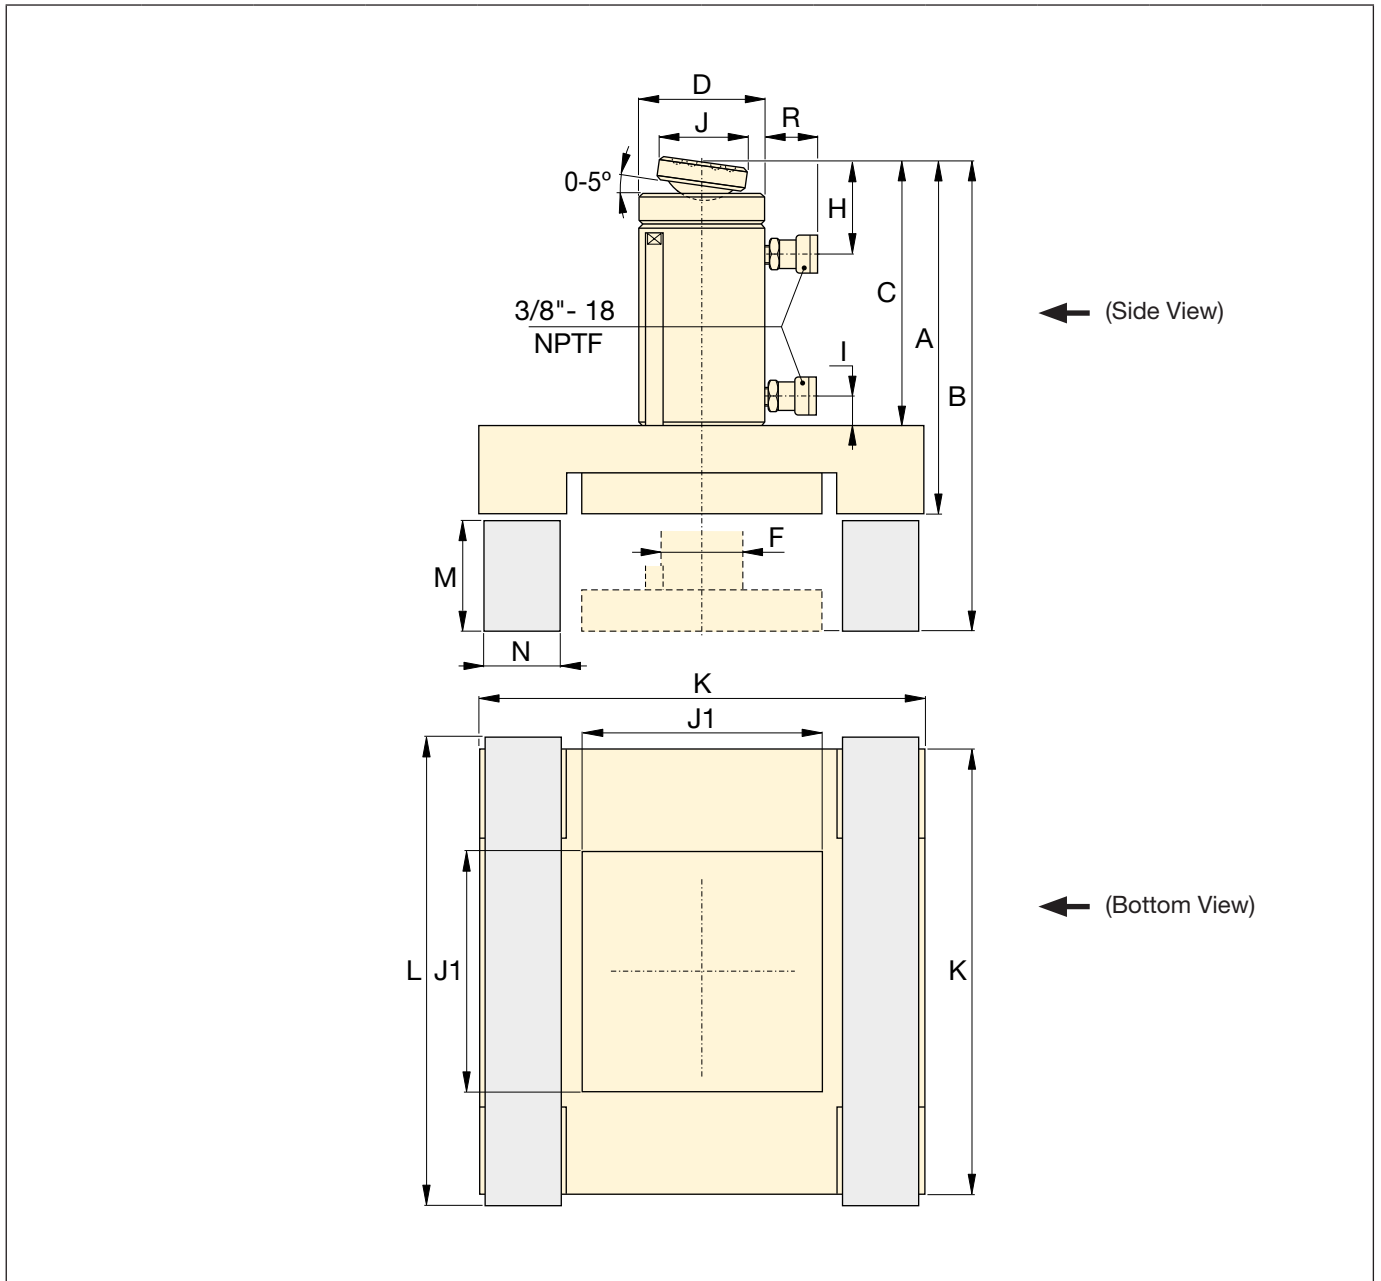 D
J
R
0-5º
H
C
(Side View)
3/8"- 18
NPTF
A
I
B
F
M
N
K
J1
(Bottom View)
L
J1
K